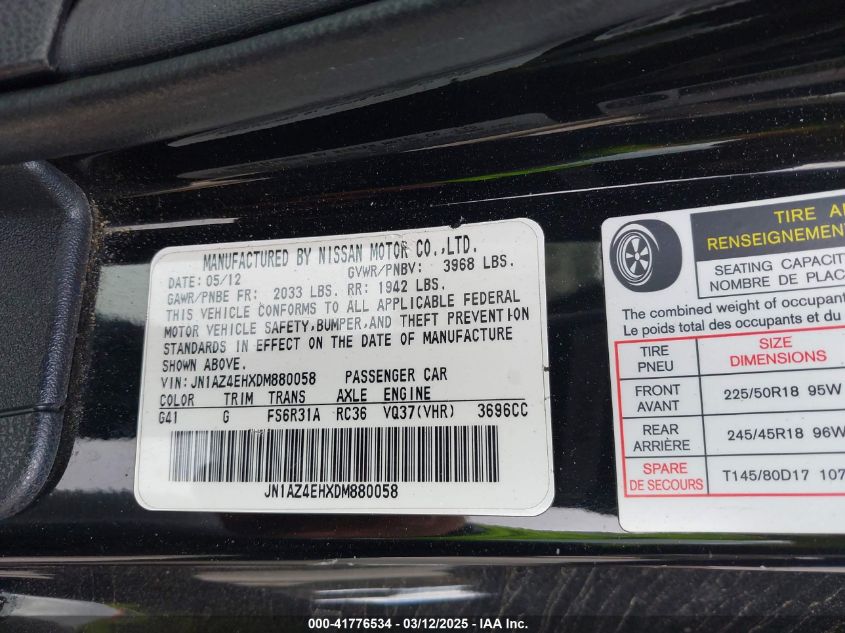 MANUFACTURED BY NISSAN MOTOR CO.,LTD.
DATE: 05/12 GVWR/PNBV: 3968 LBS.
GAWR/PNBE FR: 2033 LBS. RR: 1942 LBS.
THIS VEHICLE CONFORMS TO ALL APPLICABLE FEDERAL
MOTOR VEHICLE SAFETY,BUMPER,AND THEFT PREVENTION
STANDARDS IN EFFECT ON THE DATE OF MANUFACTURE
SHOWN ABOVE.
VIN:JN1AZ4EHXDM880058 PASSENGER CAR
COLOR TRIM TRANS AXLE ENGINE
G41 G FS6R31A RC36 VQ37(VHR) 3696CC
JN1AZ4EHXDM880058
TIRE
RENSEIGNEMENT
SEATING CAPACIT
NOMBRE DE PLAC
The combined weight of occupant
Le poids total des occupants et du
TIRE SIZE
PNEU DIMENSIONS
FRONT
AVANT 225/50R18 95W
REAR
ARRIÈRE 245/45R18 96W
SPARE
DE SECOURS T145/80D17 107
000-41776534 - 03/12/2025 - IAA Inc.